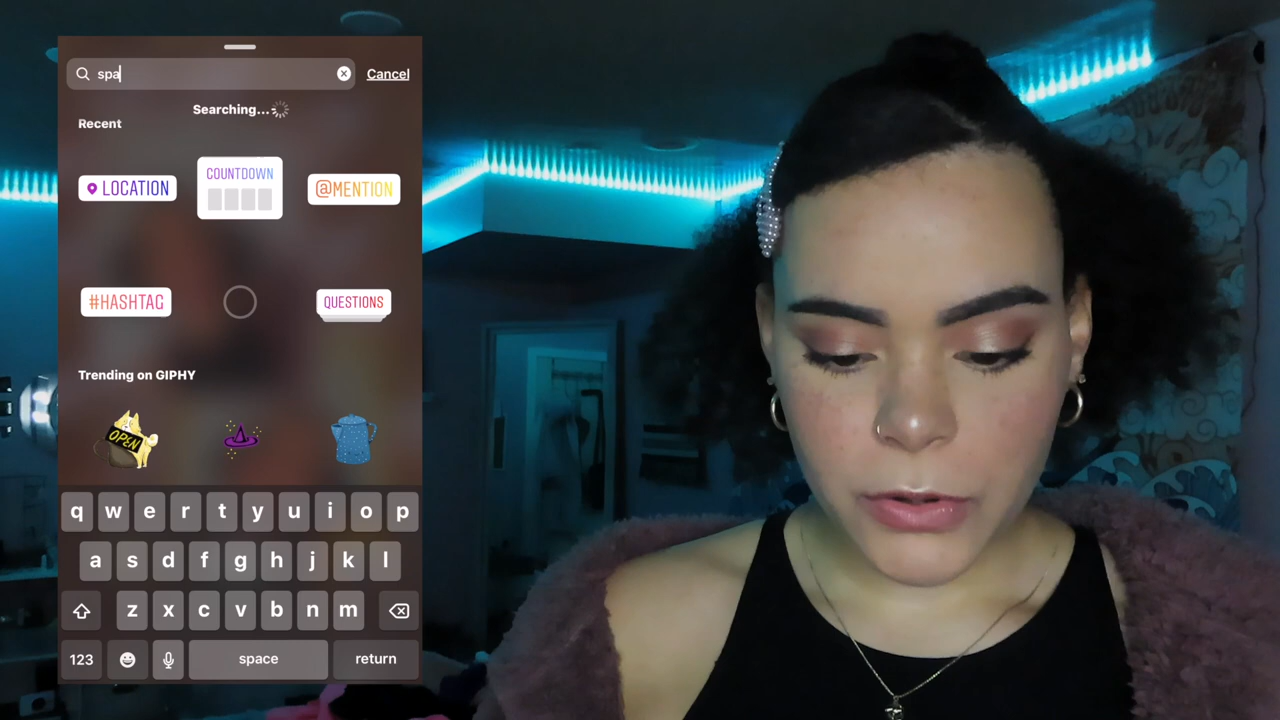 spa
Cancel
Searching...
Recent
LOCATION
COUNTDOWN
@MENTION
#HASHTAG
QUESTIONS
Trending on GIPHY
OPEN
q w e r t y u i o p
a s d f g h j k l
z x c v b n m
123 space return